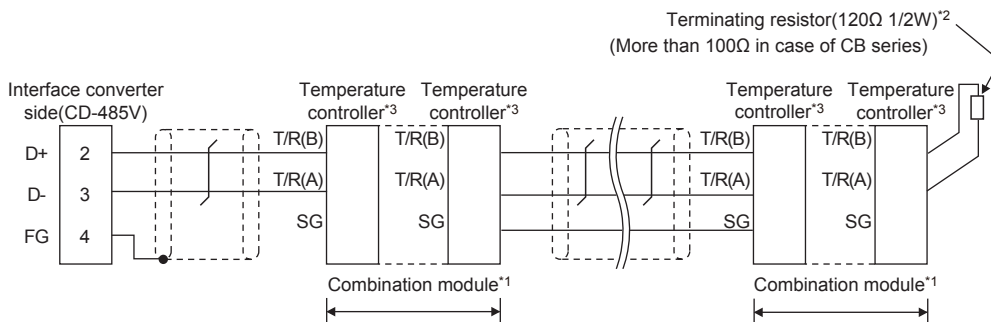 Terminating resistor(120Ω 1/2W)*2
(More than 100Ω in case of CB series)
Interface converter
side(CD-485V)
Temperature
controller*3
Temperature
controller*3
Temperature
controller*3
Temperature
controller*3
D+ 2 T/R(B) T/R(B) T/R(B) T/R(B)
D- 3 T/R(A) T/R(A) T/R(A) T/R(A)
FG 4 SG SG SG SG
Combination module*1
Combination module*1